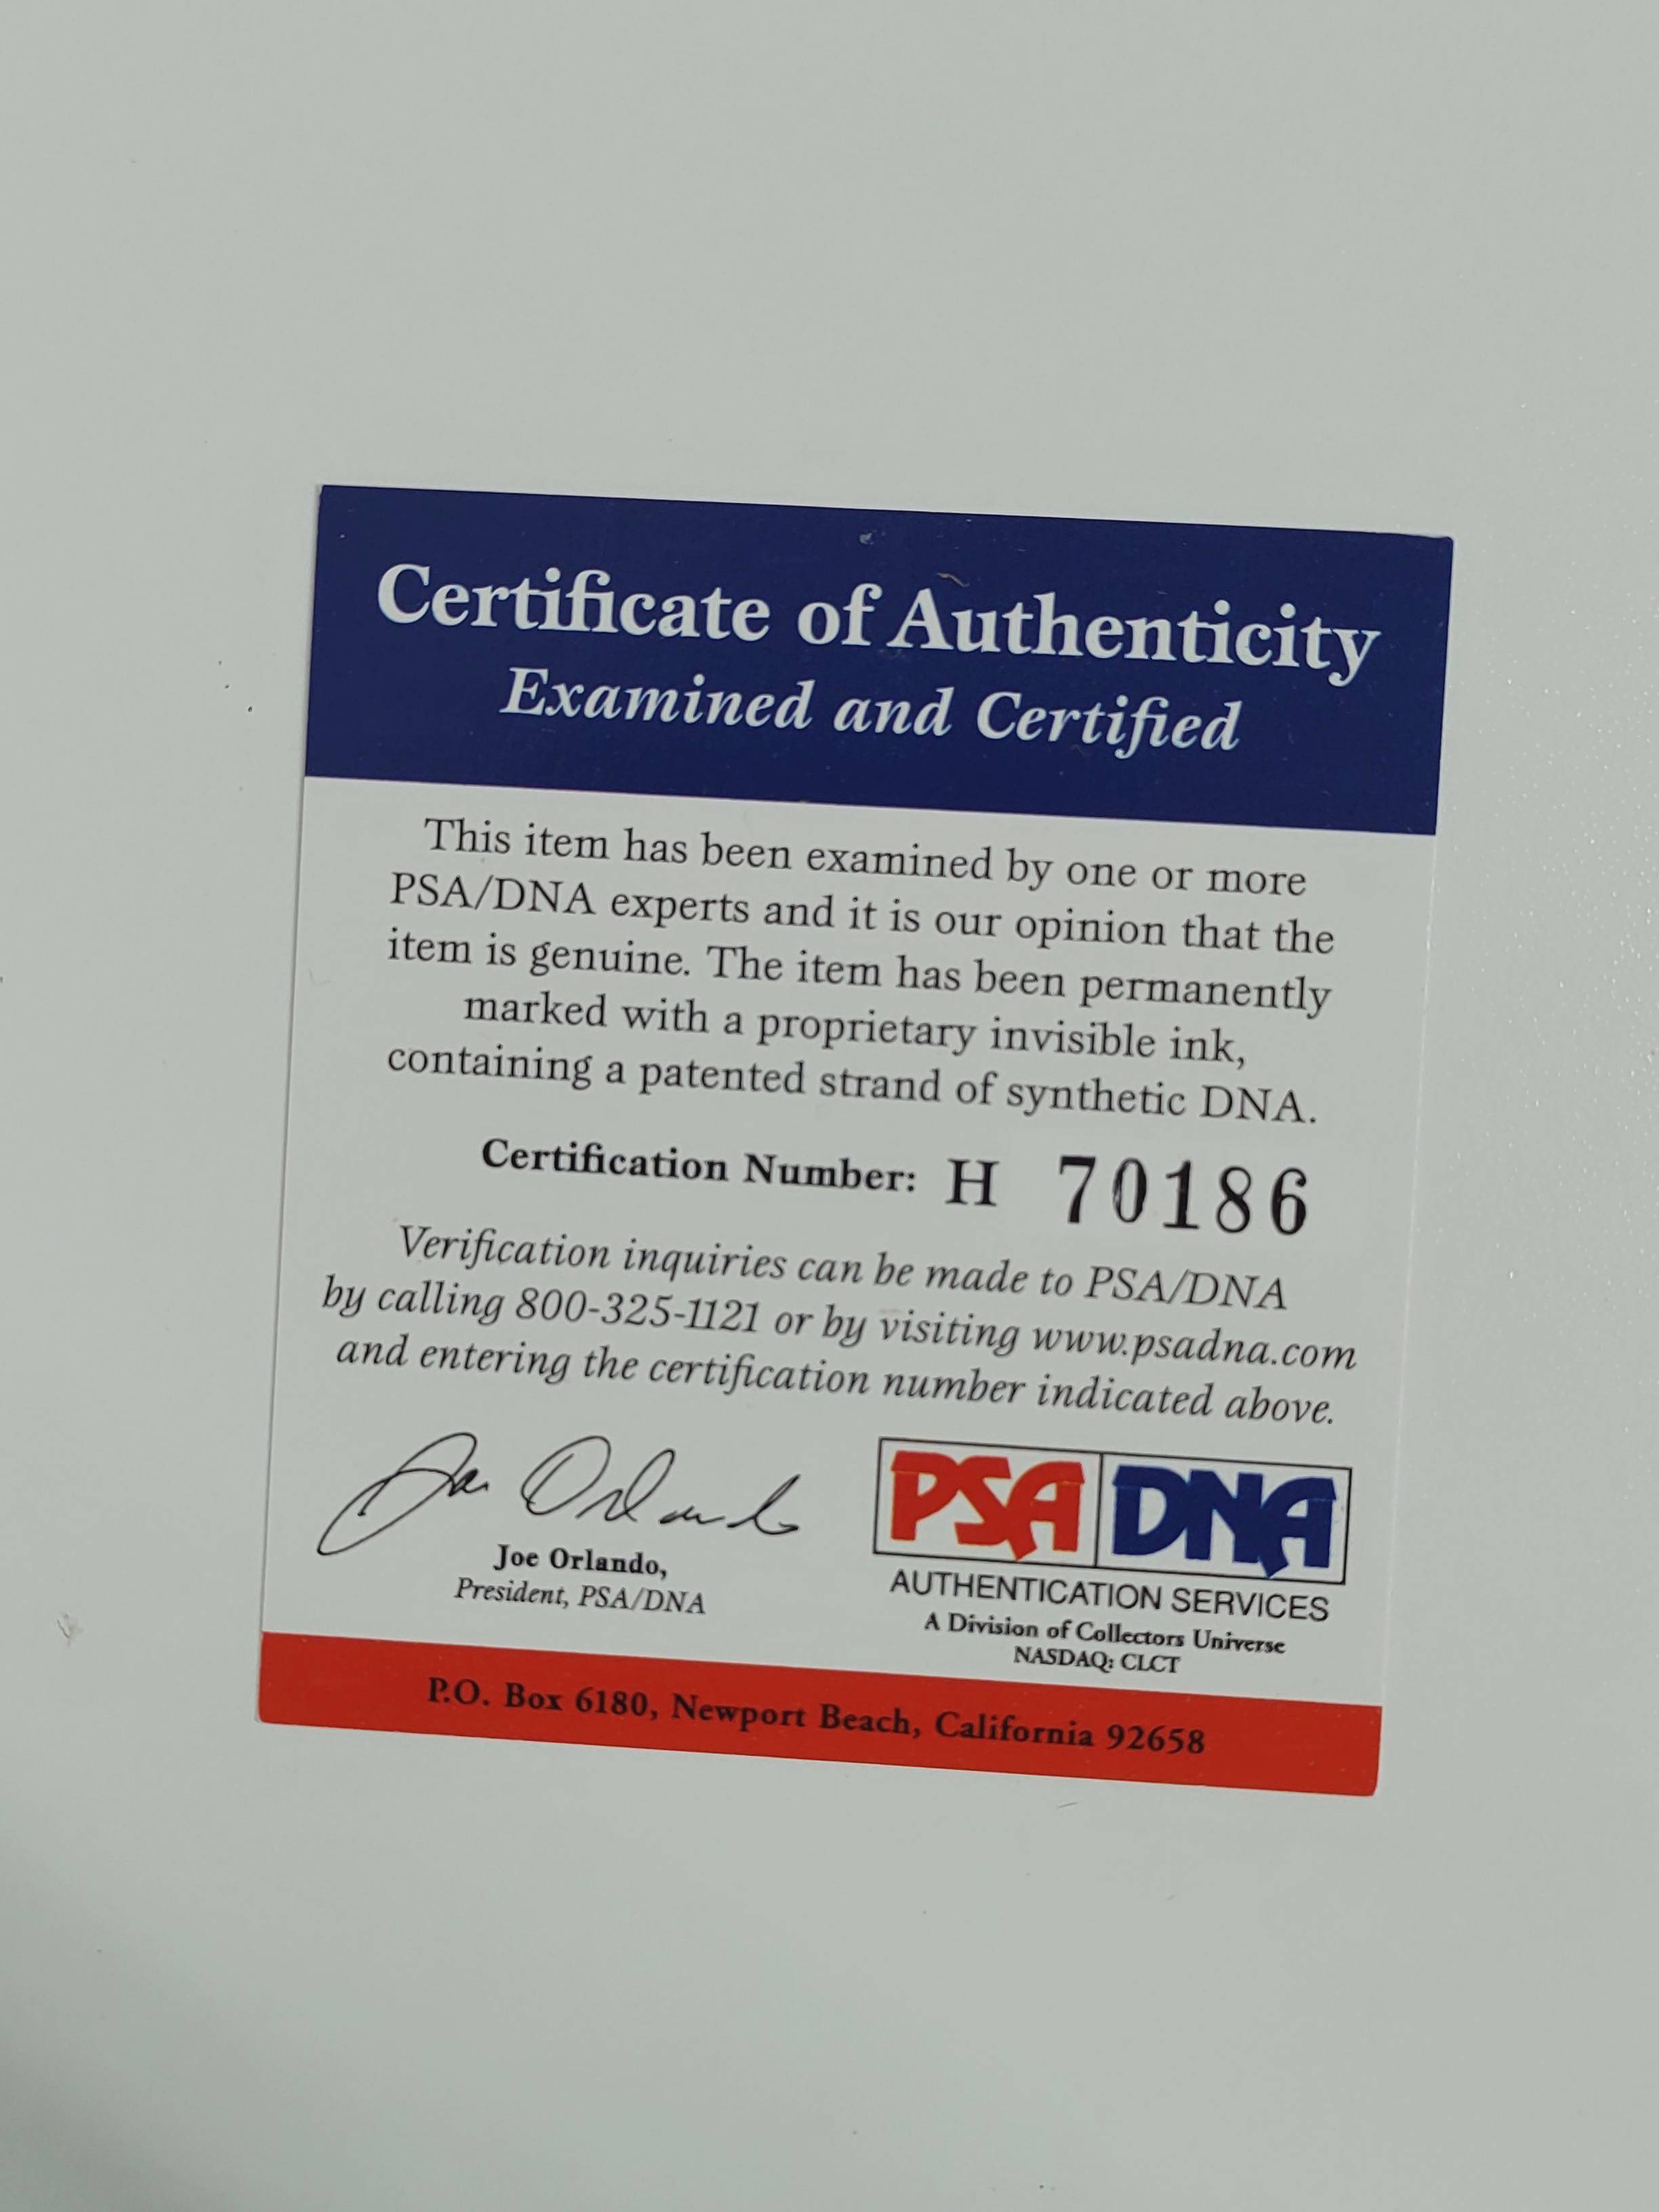 Certificate of Authenticity
Examined and Certified
This item has been examined by one or more
PSA/DNA experts and it is our opinion that the
item is genuine. The item has been permanently
marked with a proprietary invisible ink,
containing a patented strand of synthetic DNA.
Certification Number: H 70186
Verification inquiries can be made to PSA/DNA
by calling 800-325-1121 or by visiting www.psadna.com
and entering the certification number indicated above.
Joe Orlando
Joe Orlando,
President, PSA/DNA
PSA DNA
AUTHENTICATION SERVICES
A Division of Collectors Universe
NASDAQ: CLCT
P.O. Box 6180, Newport Beach, California 92658